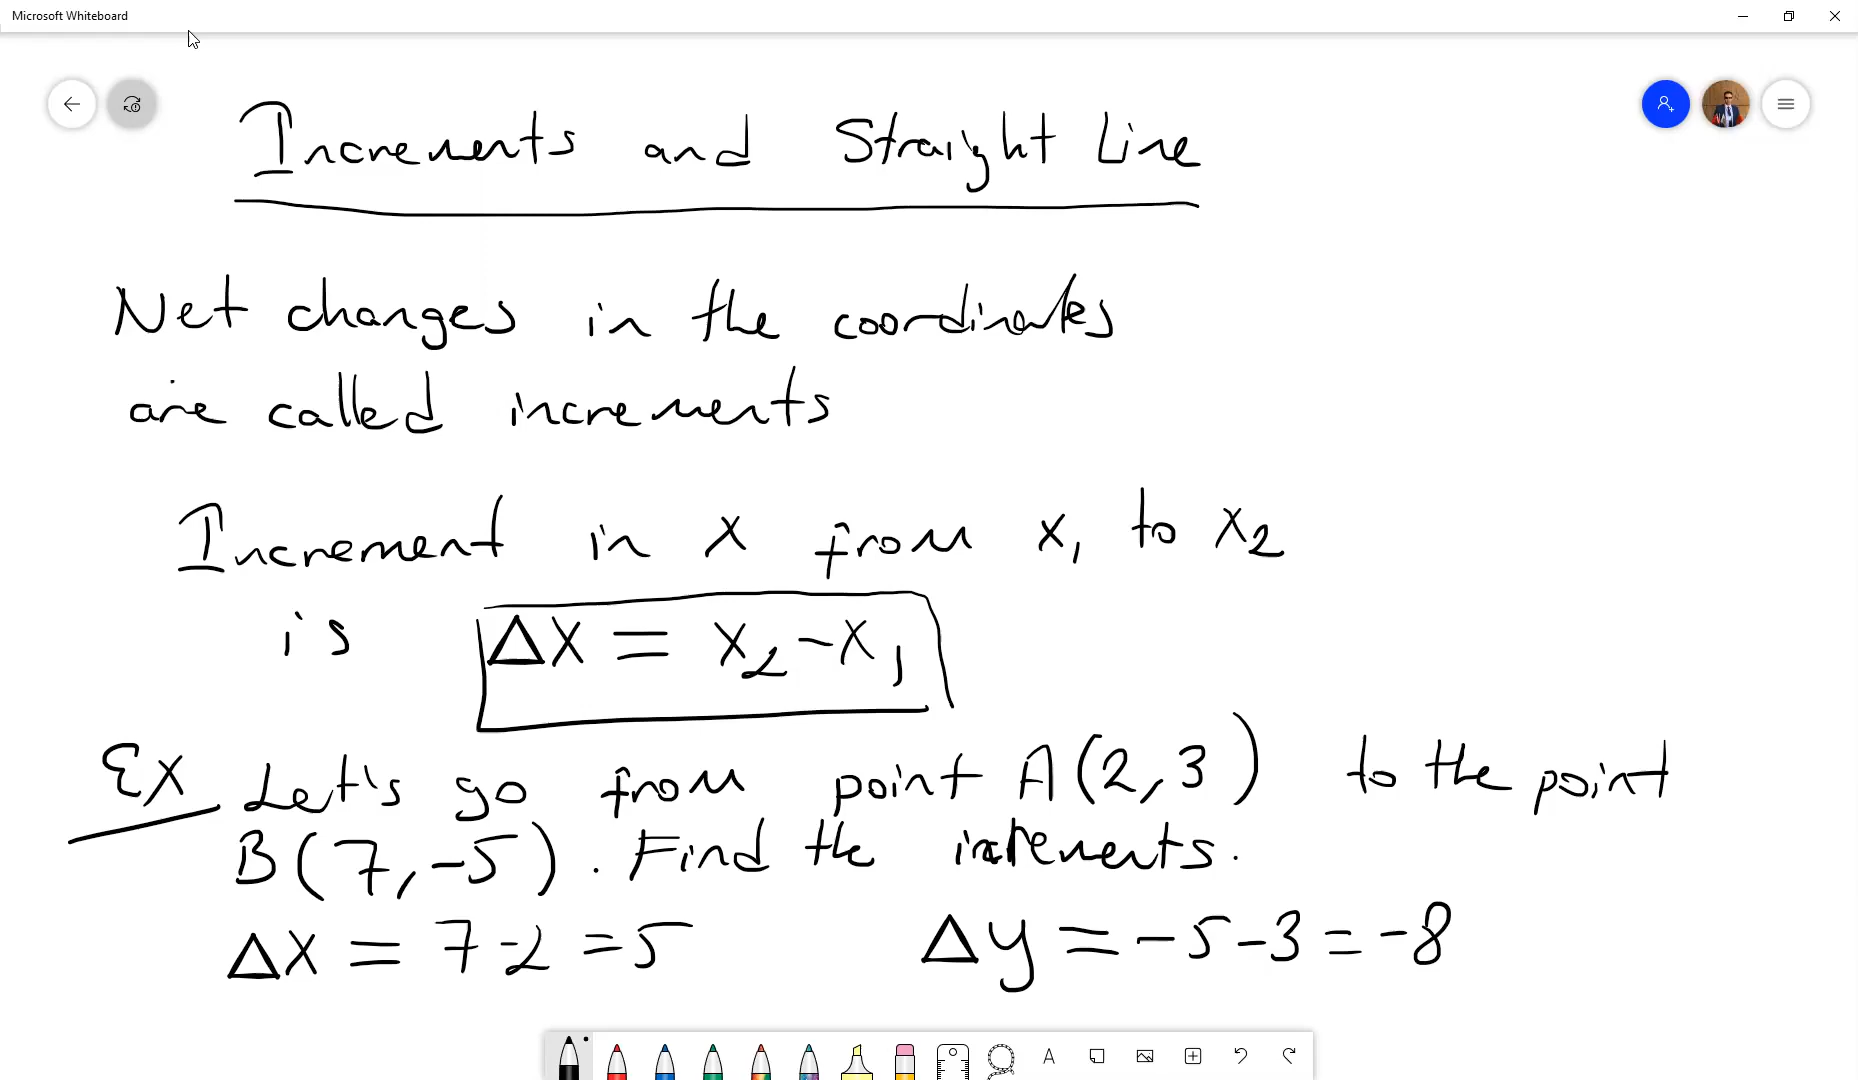 Microsoft Whiteboard
Increments and Straight Line
Net changes in the coordinates
are called increments
Increment in x from x₁ to x₂
is Δx = x₂-x₁
Ex Let's go from point A(2,3) to the point
B(7,-5). Find the increments.
Δx = 7-2 = 5 Δy = -5-3 = -8
A